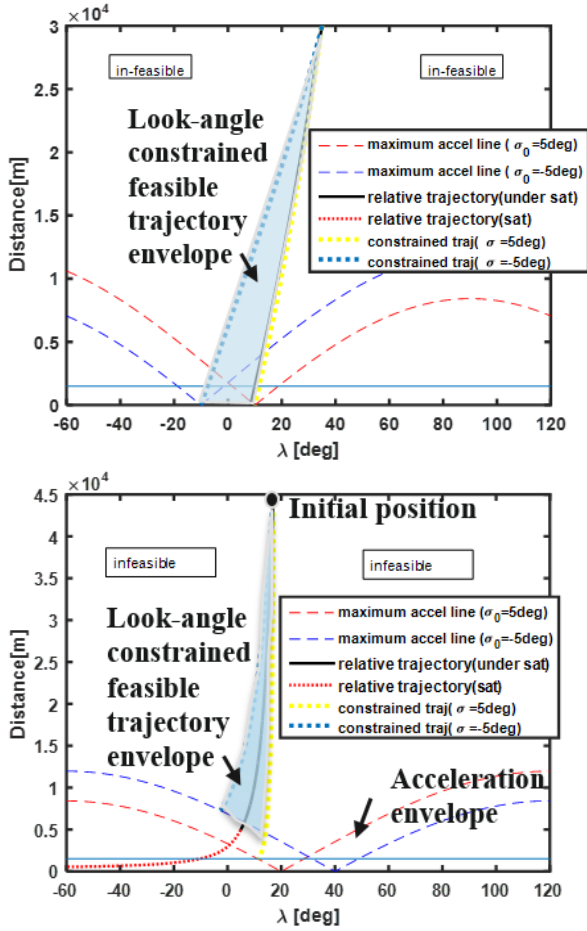 ×10⁴
3
in-feasible
in-feasible
Look-angle
constrained
feasible
trajectory
envelope
2.5
2
1.5
1
0.5
0
Distance[m]
maximum accel line ( σ₀ =5deg)
maximum accel line ( σ₀=-5deg)
relative trajectory(under sat)
relative trajectory(sat)
constrained traj( σ =5deg)
constrained traj( σ =-5deg)
-60 -40 -20 0 20 40 60 80 100 120
λ [deg]
×10⁴
4.5
Initial position
infeasible
infeasible
Look-angle
constrained
feasible
trajectory
envelope
4
3.5
3
2.5
2
1.5
1
0.5
0
Distance[m]
maximum accel line (σ₀=5deg)
maximum accel line (σ₀=-5deg)
relative trajectory(under sat)
relative trajectory(sat)
constrained traj( σ =5deg)
constrained traj( σ =-5deg)
Acceleration
envelope
-60 -40 -20 0 20 40 60 80 100 120
λ [deg]